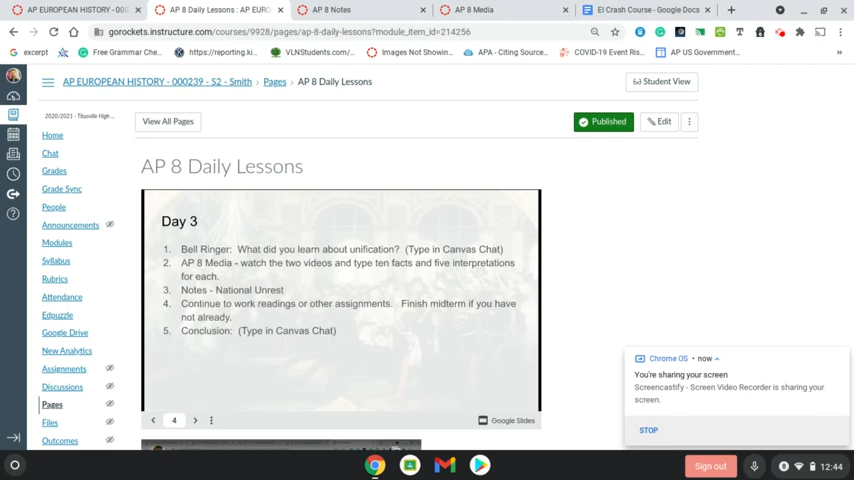 AP EUROPEAN HISTORY - 000
AP 8 Daily Lessons : AP EURO
AP 8 Notes
AP 8 Media
EI Crash Course - Google Docs
gorockets.instructure.com/courses/9928/pages/ap-8-daily-lessons?module_item_id=214256
excerpt
Free Grammar Che...
https://reporting.ki...
VLNStudents.com/...
Images Not Showin...
APA - Citing Source...
COVID-19 Event Ris...
AP US Government...
»
AP EUROPEAN HISTORY - 000239 - S2 - Smith > Pages > AP 8 Daily Lessons
Student View
2020/2021 - Titusville High ...
View All Pages
Published
Edit
Home
Chat
Grades
Grade Sync
People
Announcements
Modules
Syllabus
Rubrics
Attendance
Edpuzzle
Google Drive
New Analytics
Assignments
Discussions
Pages
Files
Outcomes
AP 8 Daily Lessons
Day 3
1. Bell Ringer: What did you learn about unification? (Type in Canvas Chat)
2. AP 8 Media - watch the two videos and type ten facts and five interpretations
for each.
3. Notes - National Unrest
4. Continue to work readings or other assignments. Finish midterm if you have
not already.
5. Conclusion: (Type in Canvas Chat)
4
Google Slides
Chrome OS • now
You're sharing your screen
Screencastify - Screen Video Recorder is sharing your
screen.
STOP
Sign out
8
12:44